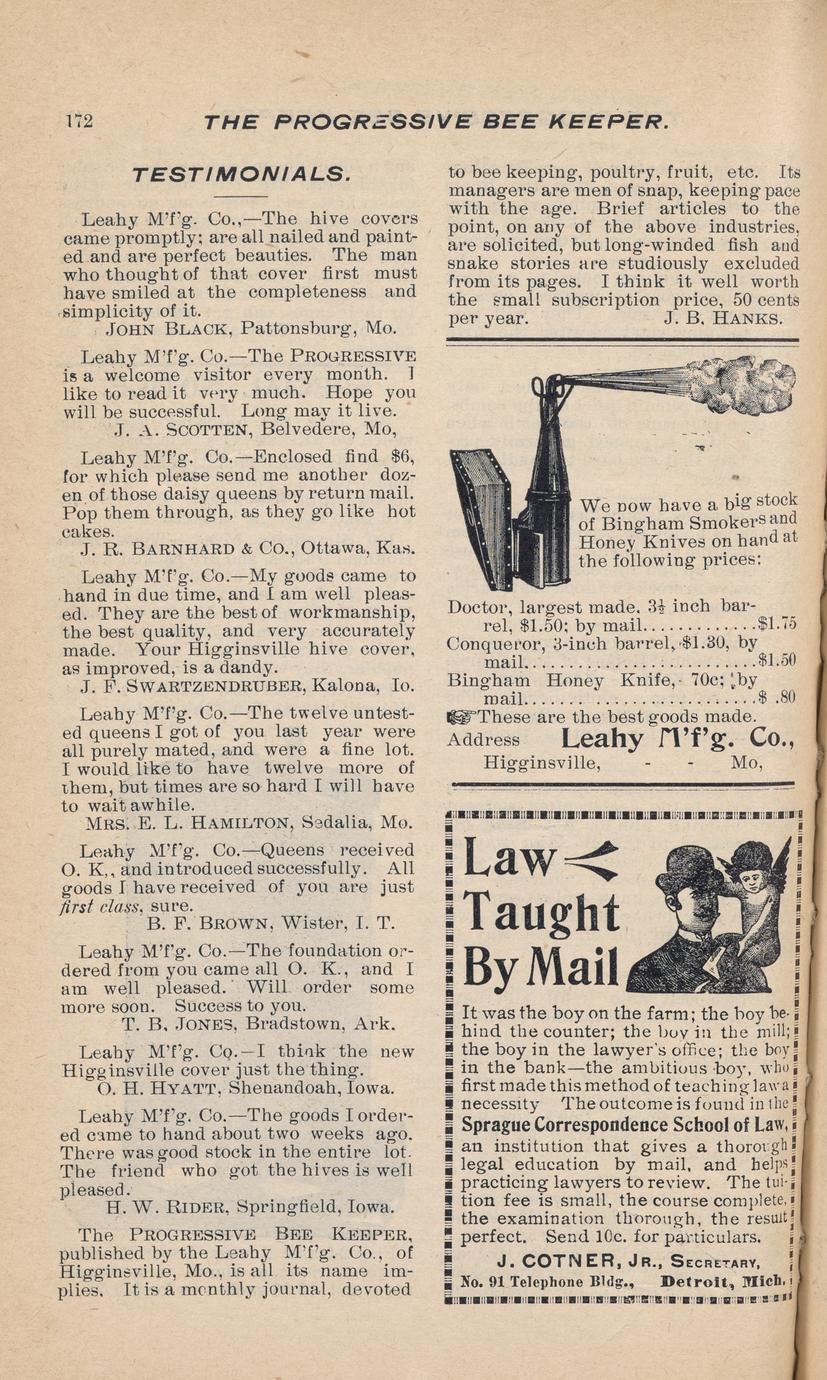 172 THE PROGRESSIVE BEE KEEPER.
TESTIMONIALS.
Leahy M'f'g. Co.,—The hive covers
came promptly; are all nailed and paint-
ed and are perfect beauties. The man
who thought of that cover first must
have smiled at the completeness and
simplicity of it.
JOHN BLACK, Pattonsburg, Mo.
Leahy M'f'g. Co.—The PROGRESSIVE
is a welcome visitor every month. I
like to read it very much. Hope you
will be successful. Long may it live.
J. A. SCOTTEN, Belvedere, Mo,
Leahy M'f'g. Co.—Enclosed find $6,
for which please send me another doz-
en of those daisy queens by return mail.
Pop them through, as they go like hot
cakes.
J. R. BARNHARD & CO., Ottawa, Kas.
Leahy M'f'g. Co.—My goods came to
hand in due time, and I am well pleas-
ed. They are the best of workmanship,
the best quality, and very accurately
made. Your Higginsville hive cover,
as improved, is a dandy.
J. F. SWARTZENDRUBER, Kalona, Io.
Leahy M'f'g. Co.—The twelve untest-
ed queens I got of you last year were
all purely mated, and were a fine lot.
I would like to have twelve more of
them, but times are so hard I will have
to wait awhile.
MRS. E. L. HAMILTON, Sedalia, Mo.
Leahy M'f'g. Co.—Queens received
O. K., and introduced successfully. All
goods I have received of you are just
first class, sure.
B. F. BROWN, Wister, I. T.
Leahy M'f'g. Co.—The foundation or-
dered from you came all O. K., and I
am well pleased. Will order some
more soon. Success to you.
T. B, JONES, Bradstown, Ark.
Leahy M'f'g. Co.—I think the new
Higginsville cover just the thing.
O. H. HYATT, Shenandoah, Iowa.
Leahy M'f'g. Co.—The goods I order-
ed came to hand about two weeks ago.
There was good stock in the entire lot.
The friend who got the hives is well
pleased.
H. W. RIDER, Springfield, Iowa.
The PROGRESSIVE BEE KEEPER,
published by the Leahy M'f'g. Co., of
Higginsville, Mo., is all its name im-
plies. It is a monthly journal, devoted
to bee keeping, poultry, fruit, etc. Its
managers are men of snap, keeping pace
with the age. Brief articles to the
point, on any of the above industries,
are solicited, but long-winded fish and
snake stories are studiously excluded
from its pages. I think it well worth
the small subscription price, 50 cents
per year. J. B. HANKS.
We now have a big stock
of Bingham Smokers and
Honey Knives on hand at
the following prices:
Doctor, largest made. 3½ inch bar-
rel, $1.50; by mail............$1.75
Conqueror, 3-inch barrel, $1.30, by
mail.........................$1.50
Bingham Honey Knife, 70c; by
mail.........................$ .80
☞These are the best goods made.
Address Leahy M'f'g. Co.,
Higginsville, - - Mo,
Law
Taught
By Mail
It was the boy on the farm; the boy be-
hind the counter; the boy in the mill;
the boy in the lawyer's office; the boy
in the bank—the ambitious boy, who
first made this method of teaching law a
necessity The outcome is found in the
Sprague Correspondence School of Law,
an institution that gives a thorough
legal education by mail, and helps
practicing lawyers to review. The tui-
tion fee is small, the course complete,
the examination thorough, the result
perfect. Send 10c. for particulars.
J. COTNER, JR., SECRETARY,
No. 91 Telephone Bldg., Detroit, Mich.